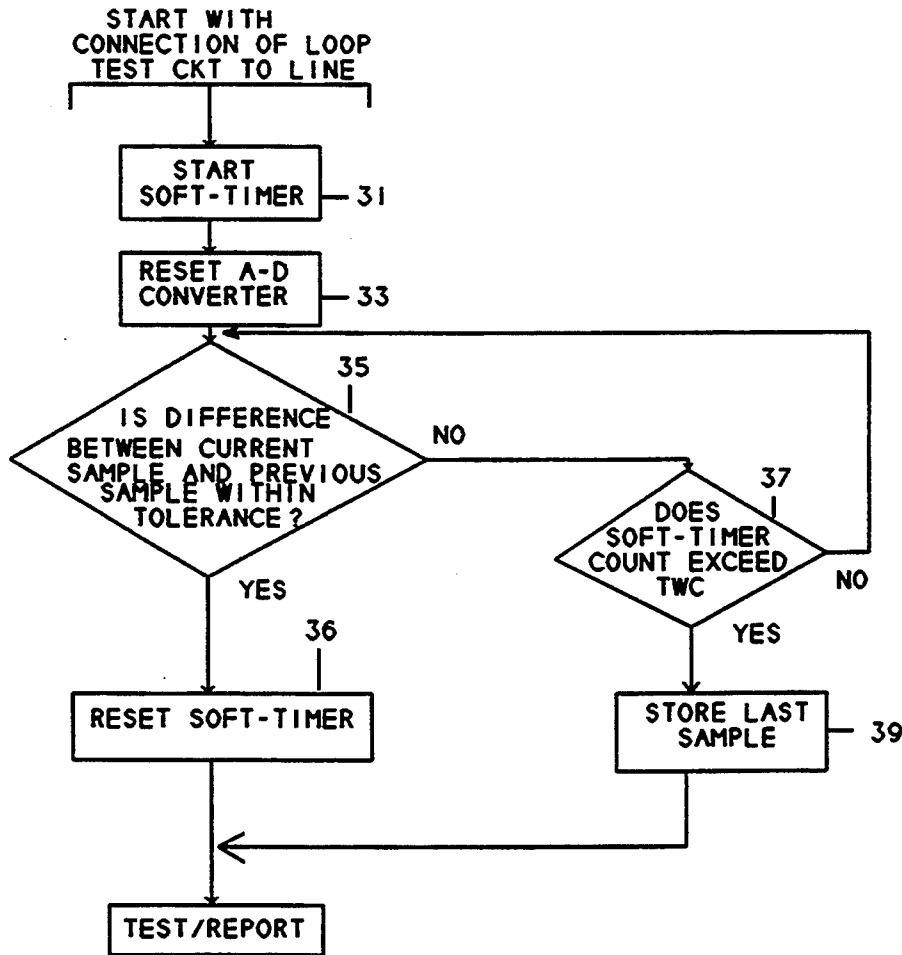 START WITH
CONNECTION OF LOOP
TEST CKT TO LINE
START
SOFT-TIMER
31
RESET A-D
CONVERTER
33
35
IS DIFFERENCE
BETWEEN CURRENT
SAMPLE AND PREVIOUS
SAMPLE WITHIN
TOLERANCE?
NO
YES
37
DOES
SOFT-TIMER
COUNT EXCEED
TWC
NO
YES
36
RESET SOFT-TIMER
STORE LAST
SAMPLE
39
TEST/REPORT